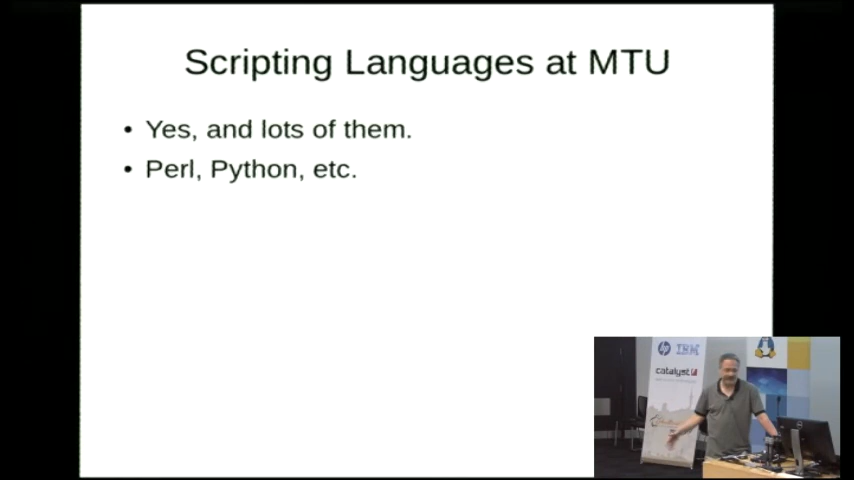 Scripting Languages at MTU
• Yes, and lots of them.
• Perl, Python, etc.
hp IBM
catalyst